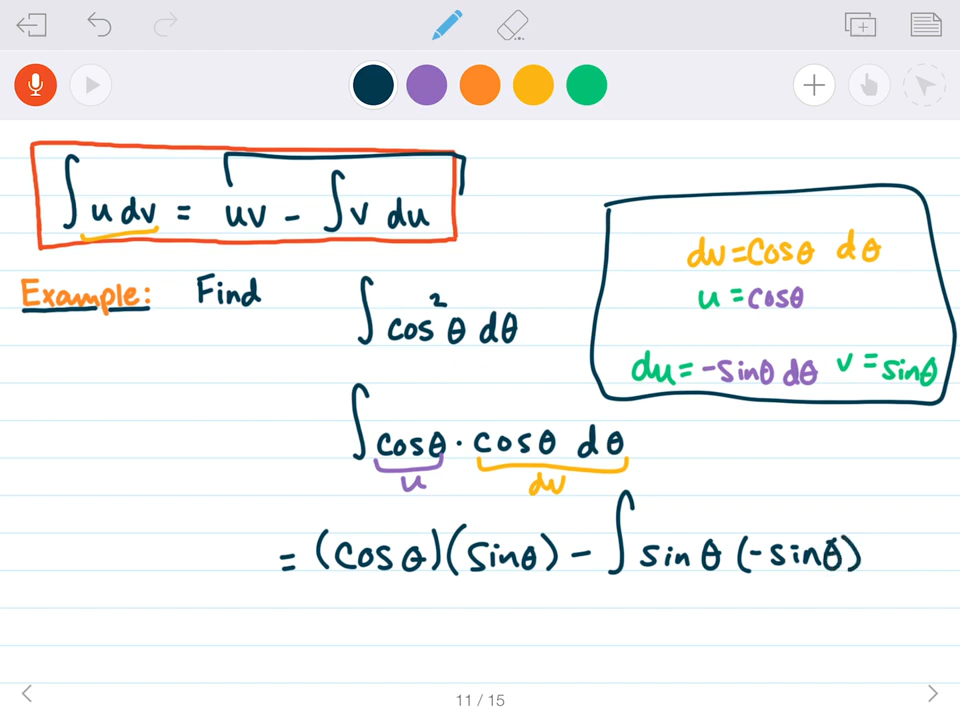 ∫ u dv = uv - ∫ v du
Example: Find ∫ cos²θ dθ
dv = cosθ dθ
u = cosθ
du = -sinθ dθ v = sinθ
∫ cosθ · cosθ dθ
u dv
= (cosθ)(sinθ) - ∫ sinθ (-sinθ)
11 / 15